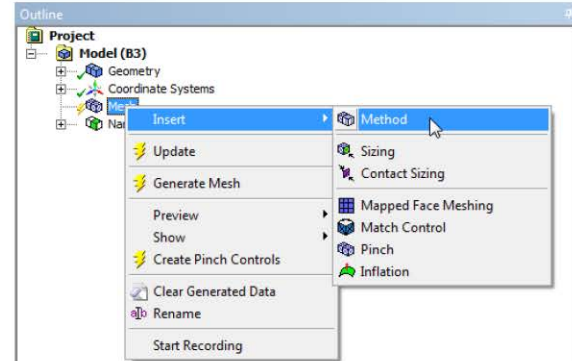 Outline
Project
Model (B3)
Geometry
Coordinate Systems
Mesh
Insert
Method
Update
Sizing
Contact Sizing
Generate Mesh
Mapped Face Meshing
Preview
Match Control
Show
Pinch
Create Pinch Controls
Inflation
Clear Generated Data
Rename
Start Recording